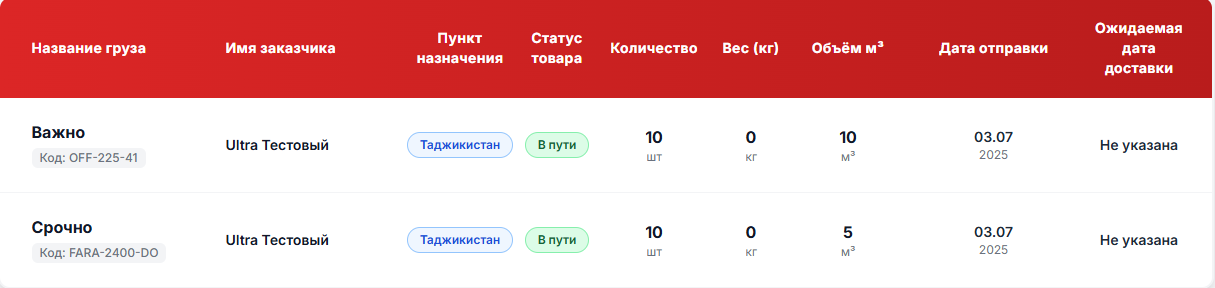 Название груза
Имя заказчика
Пункт
назначения
Статус
товара
Количество
Вес (кг)
Объём м³
Дата отправки
Ожидаемая
дата
доставки
Важно
Код: OFF-225-41
Ultra Тестовый
Таджикистан
В пути
10
шт
0
кг
10
м³
03.07
2025
Не указана
Срочно
Код: FARA-2400-DO
Ultra Тестовый
Таджикистан
В пути
10
шт
0
кг
5
м³
03.07
2025
Не указана